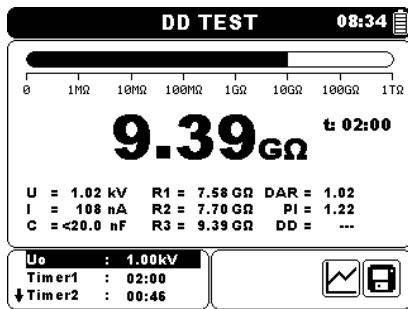 DD TEST 08:34
0 1MΩ 10MΩ 100MΩ 1GΩ 10GΩ 100GΩ 1TΩ
9.39GΩ t: 02:00
U = 1.02 kV R1 = 7.58 GΩ DAR = 1.02
I = 108 nA R2 = 7.70 GΩ PI = 1.22
C =<20.0 nF R3 = 9.39 GΩ DD = ---
Uo : 1.00kV
Timer1 : 02:00
Timer2 : 00:46